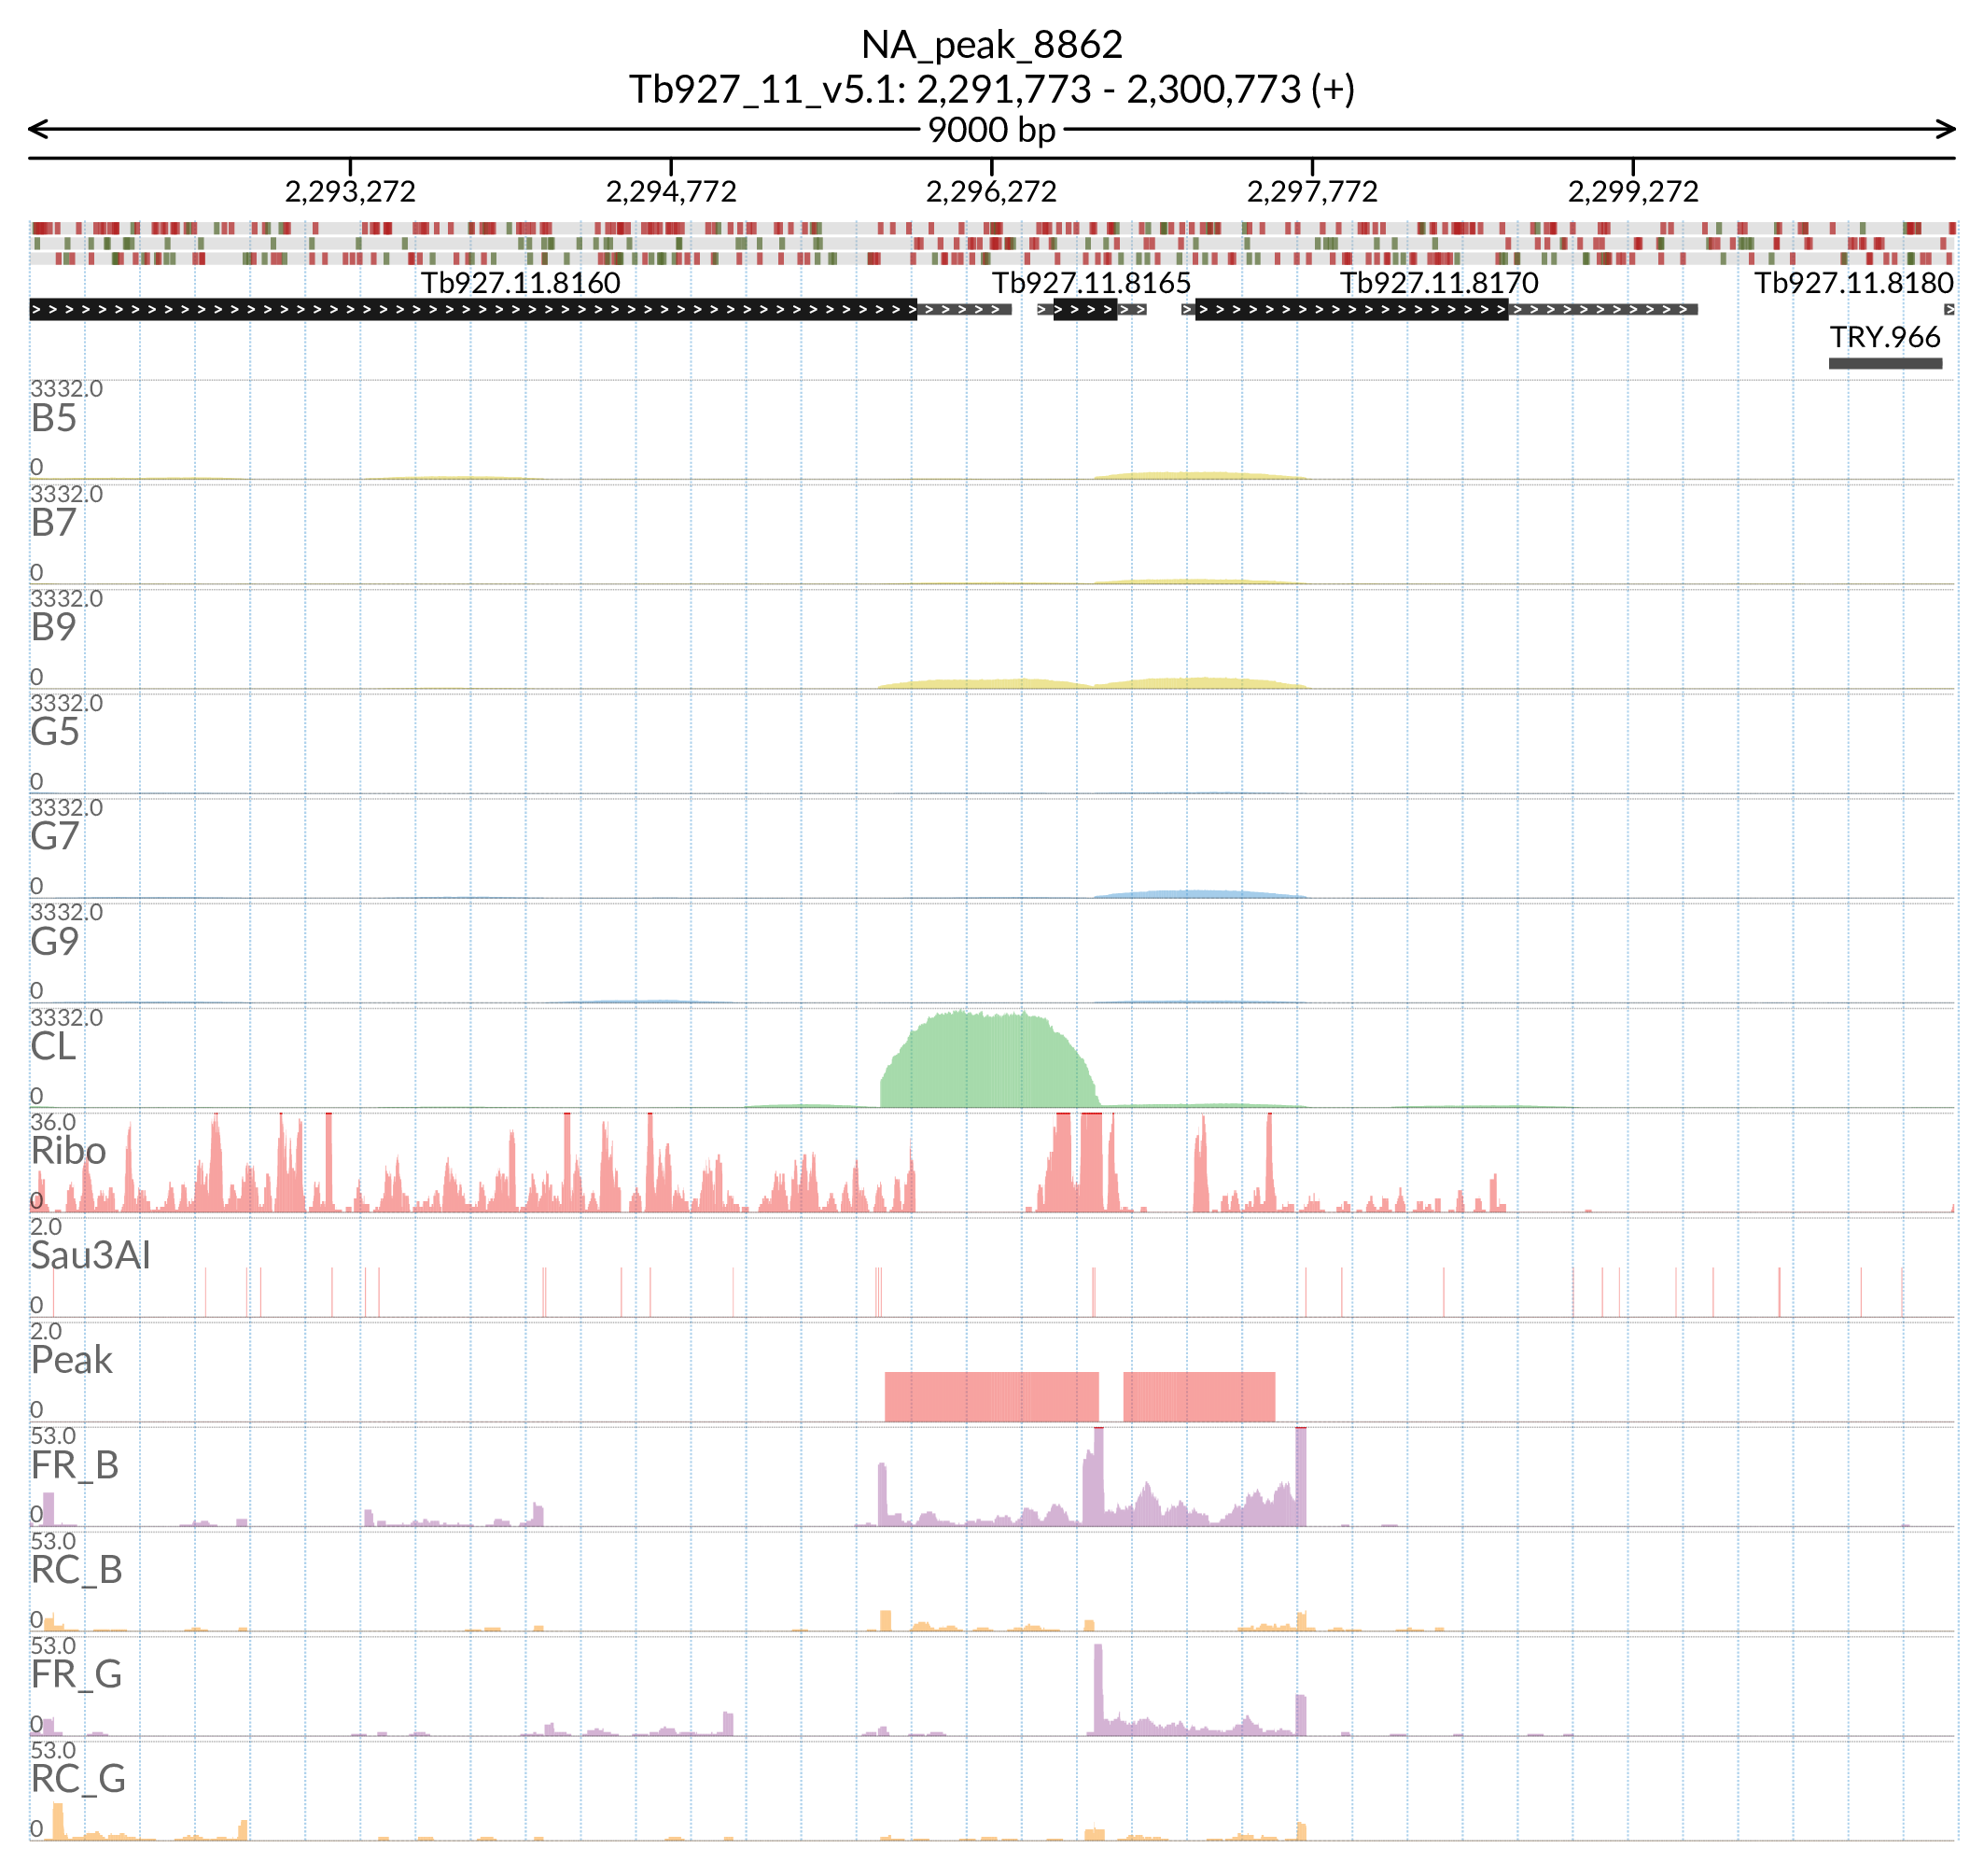 NA_peak_8862
Tb927_11_v5.1: 2,291,773 - 2,300,773 (+)
9000 bp
2,293,272 2,294,772 2,296,272 2,297,772 2,299,272
Tb927.11.8160 Tb927.11.8165 Tb927.11.8170 Tb927.11.8180
TRY.966
3332.0
B5
0
3332.0
B7
0
3332.0
B9
0
3332.0
G5
0
3332.0
G7
0
3332.0
G9
0
3332.0
CL
0
36.0
Ribo
0
2.0
Sau3AI
0
2.0
Peak
0
53.0
FR_B
0
53.0
RC_B
0
53.0
FR_G
0
53.0
RC_G
0